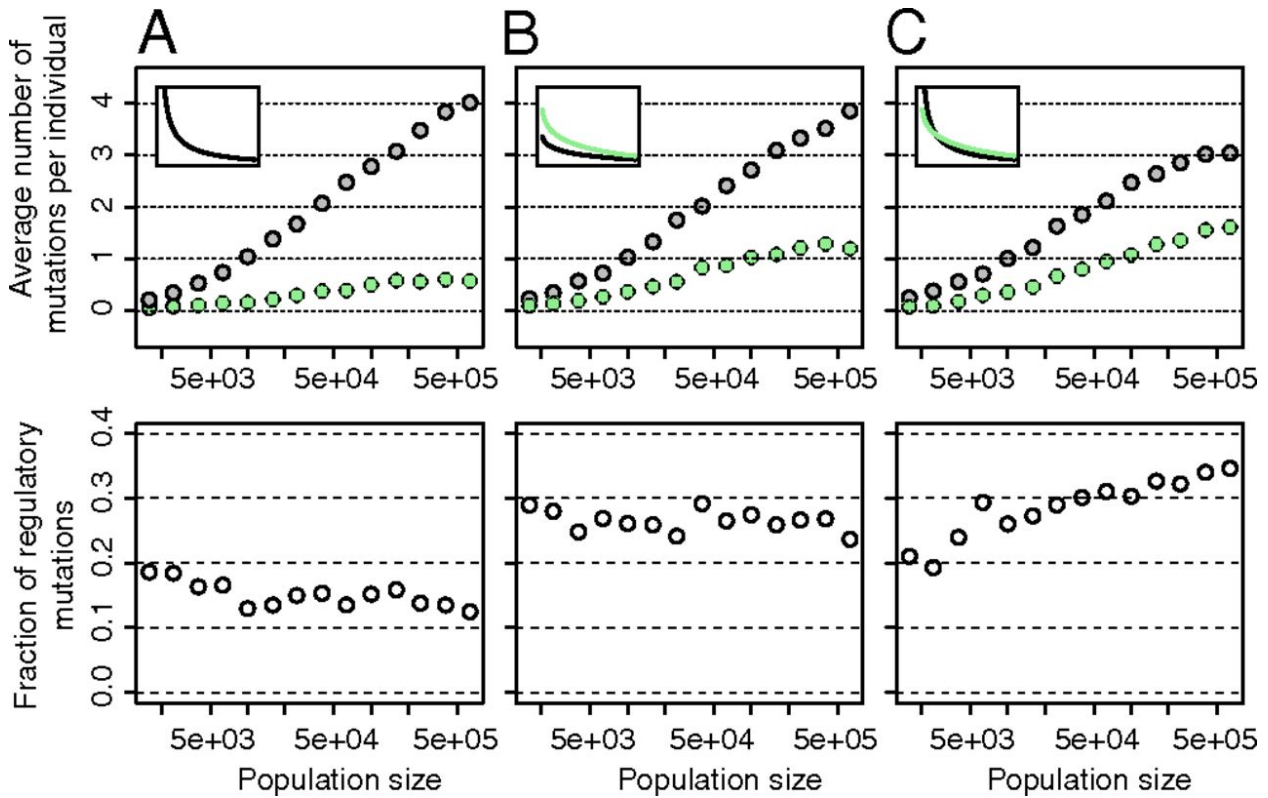 A
B
C
Average number of
mutations per individual
4
3
2
1
0
5e+03
5e+04
5e+05
5e+03
5e+04
5e+05
5e+03
5e+04
5e+05
Fraction of regulatory
mutations
0.4
0.3
0.2
0.1
0.0
5e+03
5e+04
5e+05
5e+03
5e+04
5e+05
5e+03
5e+04
5e+05
Population size
Population size
Population size